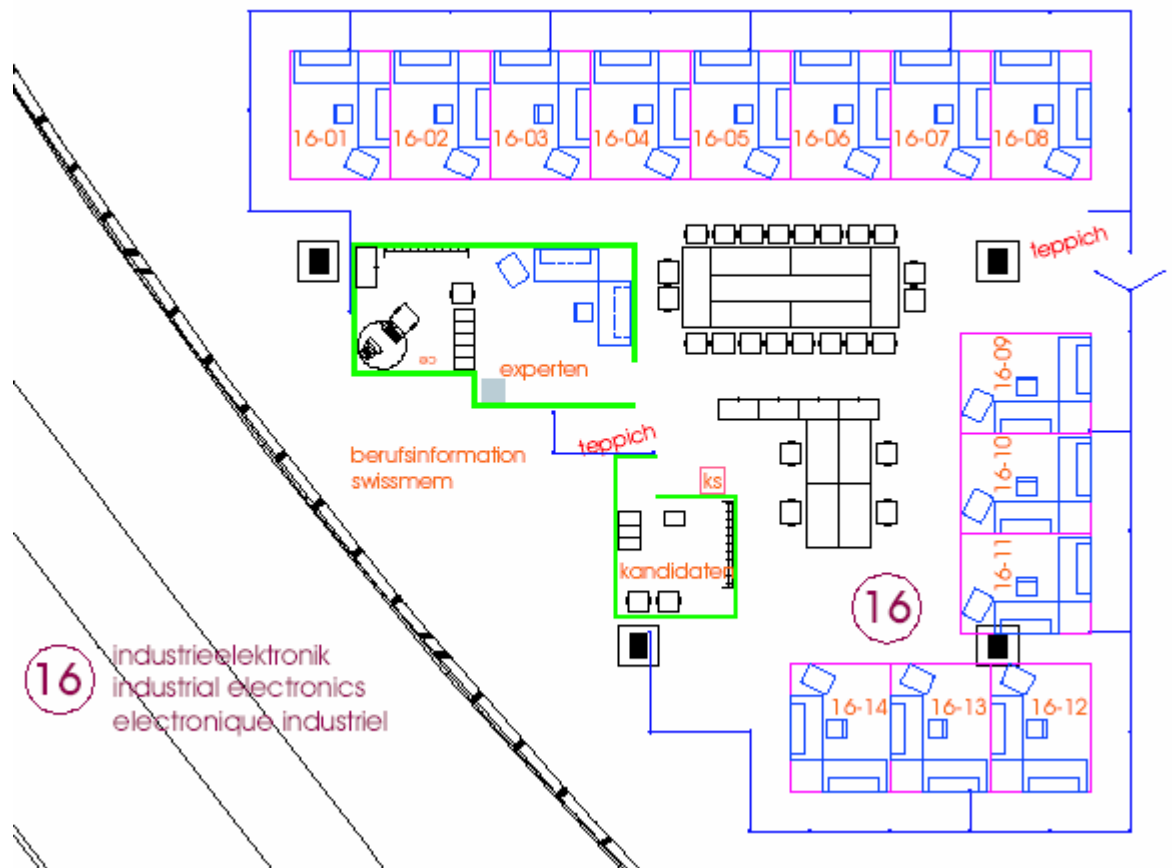 16-01 16-02 16-03 16-04 16-05 16-06 16-07 16-08
teppich
16-09
experten
teppich
berufsinformation
swissmem
ks
16-10
16-11
kandidaten
16
16
industrieelektronik
industrial electronics
electronique industriel
16-14 16-13 16-12